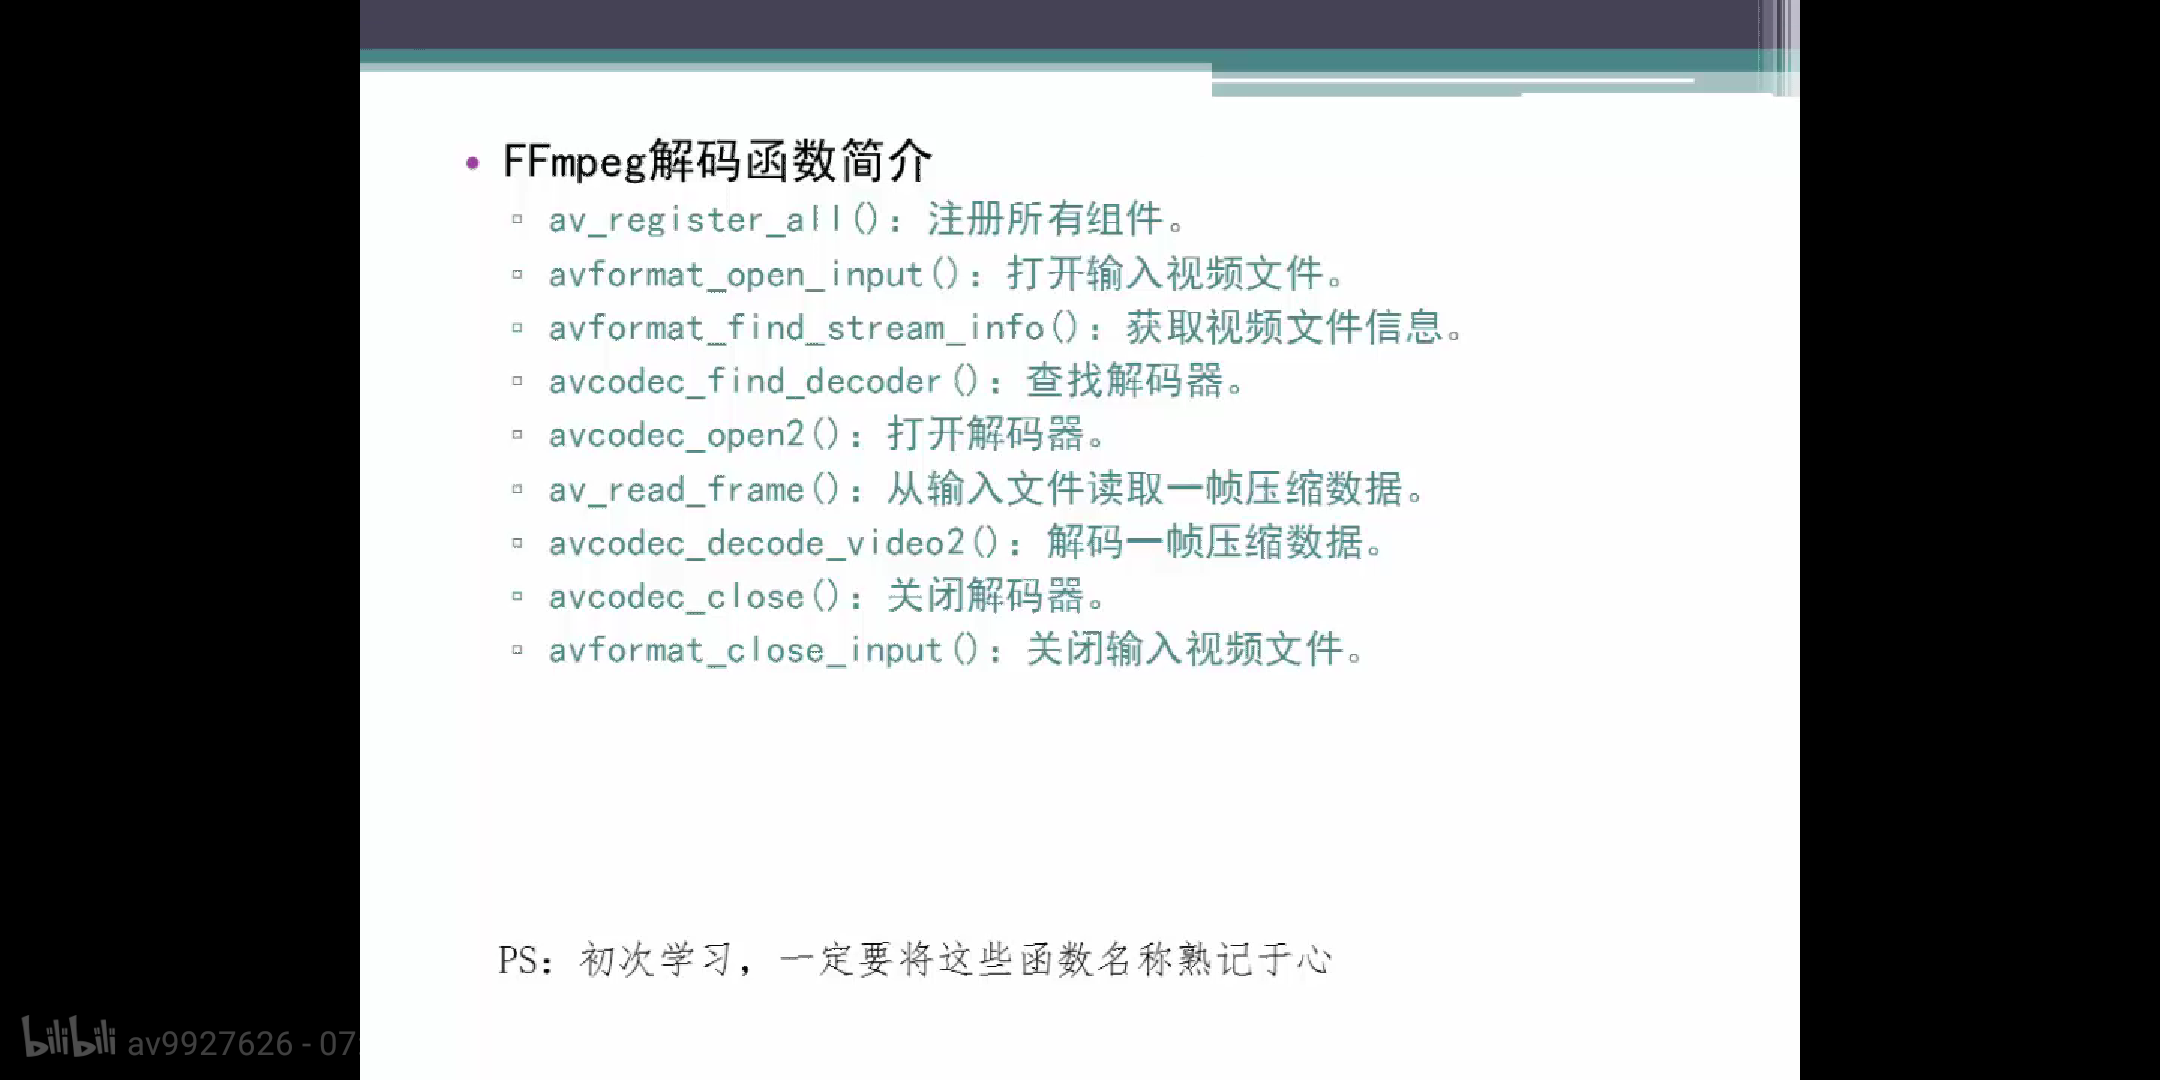 FFmpeg解码函数简介
av_register_all()：注册所有组件。
avformat_open_input()：打开输入视频文件。
avformat_find_stream_info()：获取视频文件信息。
avcodec_find_decoder()：查找解码器。
avcodec_open2()：打开解码器。
av_read_frame()：从输入文件读取一帧压缩数据。
avcodec_decode_video2()：解码一帧压缩数据。
avcodec_close()：关闭解码器。
avformat_close_input()：关闭输入视频文件。
PS：初次学习，一定要将这些函数名称熟记于心
bilibili av9927626 - 07